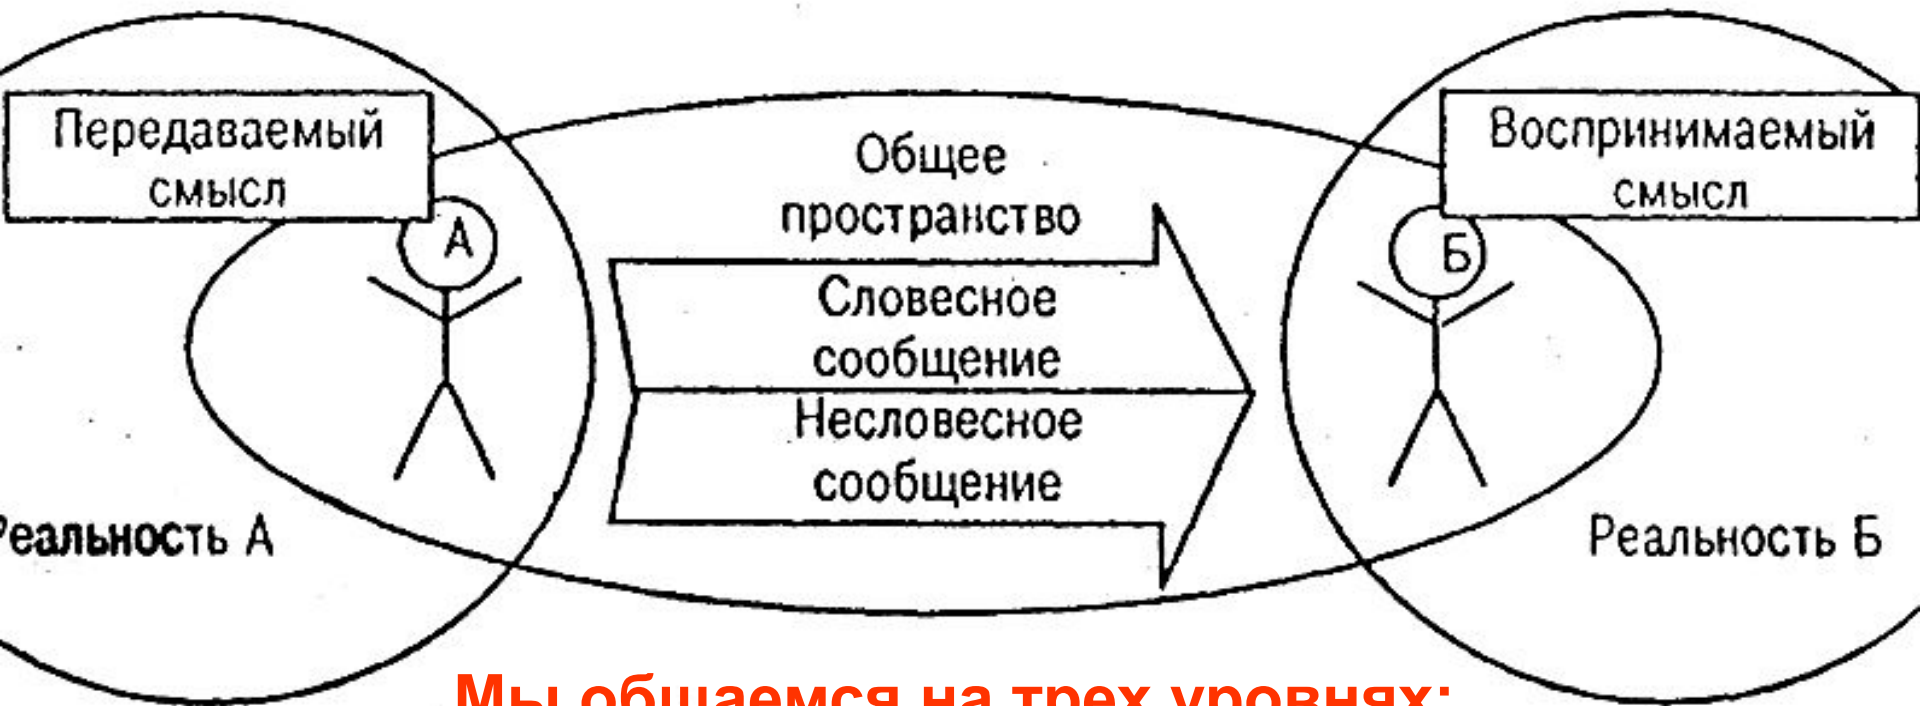 Передаваемый
смысл
А
Общее
пространство
Словесное
сообщение
Несловесное
сообщение
Воспринимаемый
смысл
Б
Реальность А
Реальность Б
Мы общаемся на трех уровнях: